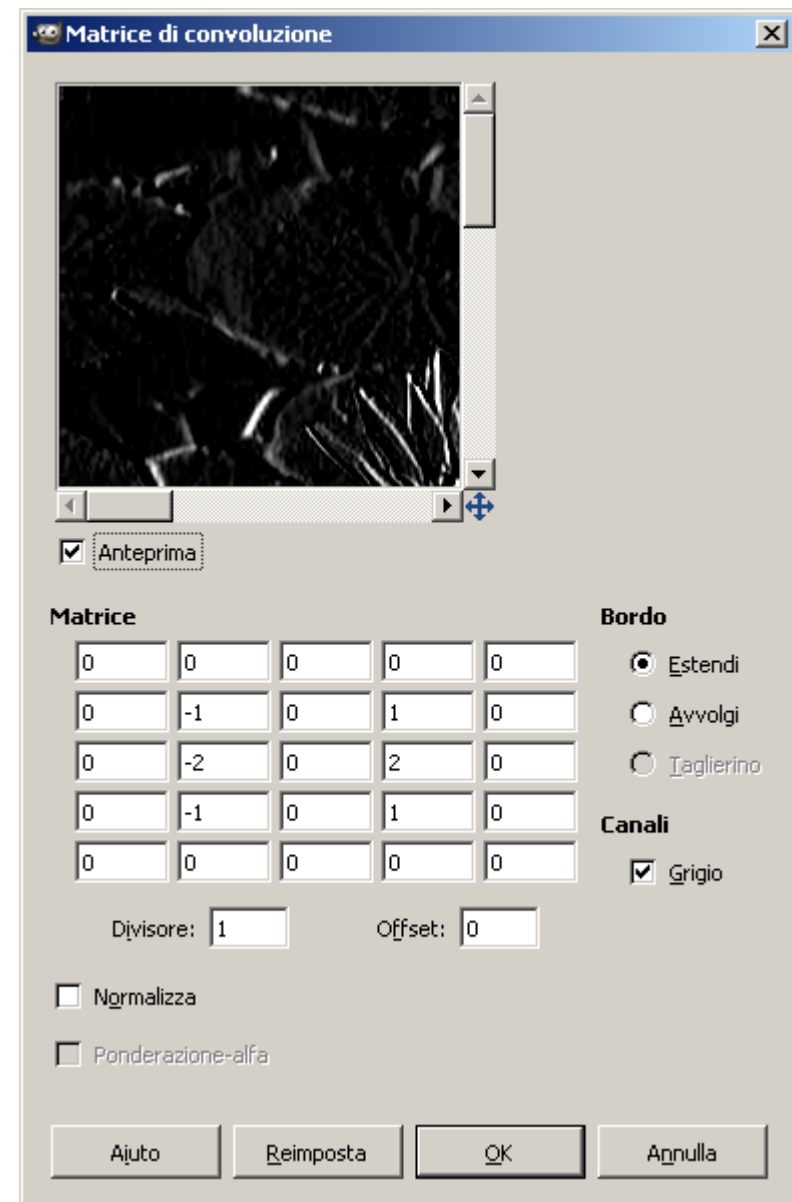 Matrice di convoluzione
Anteprima
Matrice
Bordo
0 0 0 0 0
Estendi
0 -1 0 1 0
Avvolgi
0 -2 0 2 0
Taglierino
0 -1 0 1 0
Canali
0 0 0 0 0
Grigio
Divisore: 1 Offset: 0
Normalizza
Ponderazione-alfa
Aiuto Reimposta OK Annulla